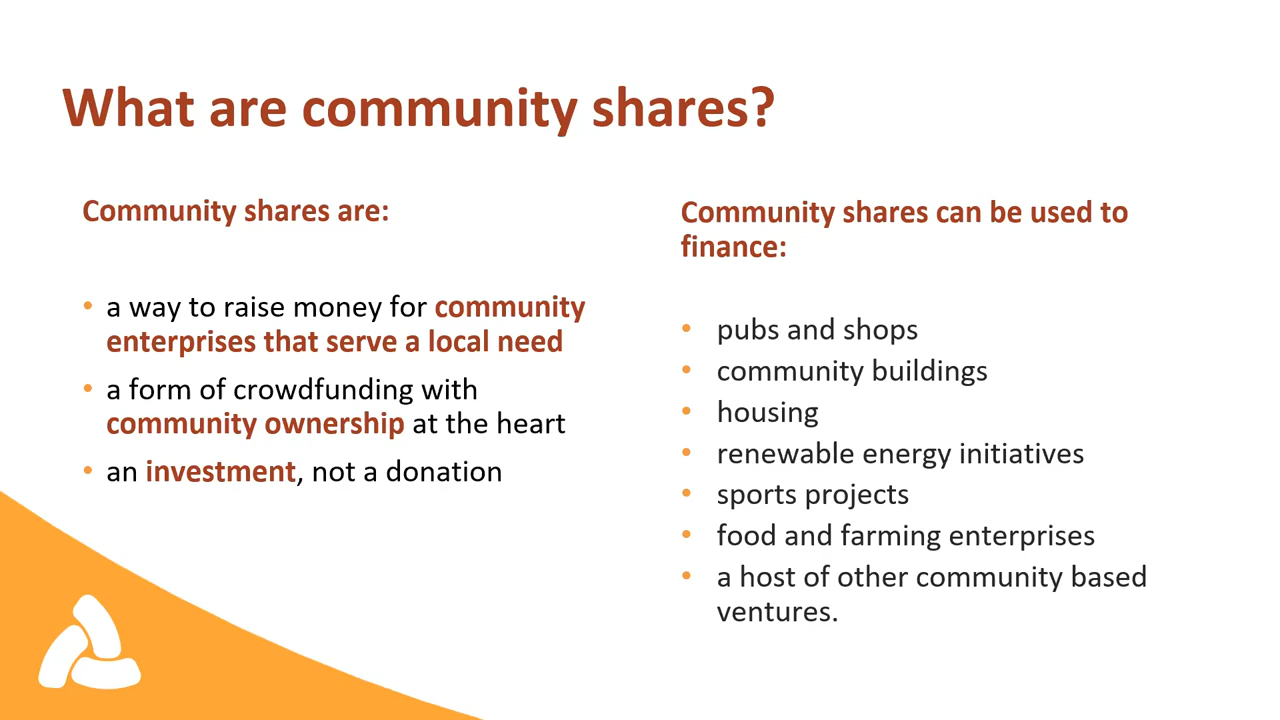 What are community shares?
Community shares are:
• a way to raise money for community
enterprises that serve a local need
• a form of crowdfunding with
community ownership at the heart
• an investment, not a donation
Community shares can be used to
finance:
• pubs and shops
• community buildings
• housing
• renewable energy initiatives
• sports projects
• food and farming enterprises
• a host of other community based
ventures.